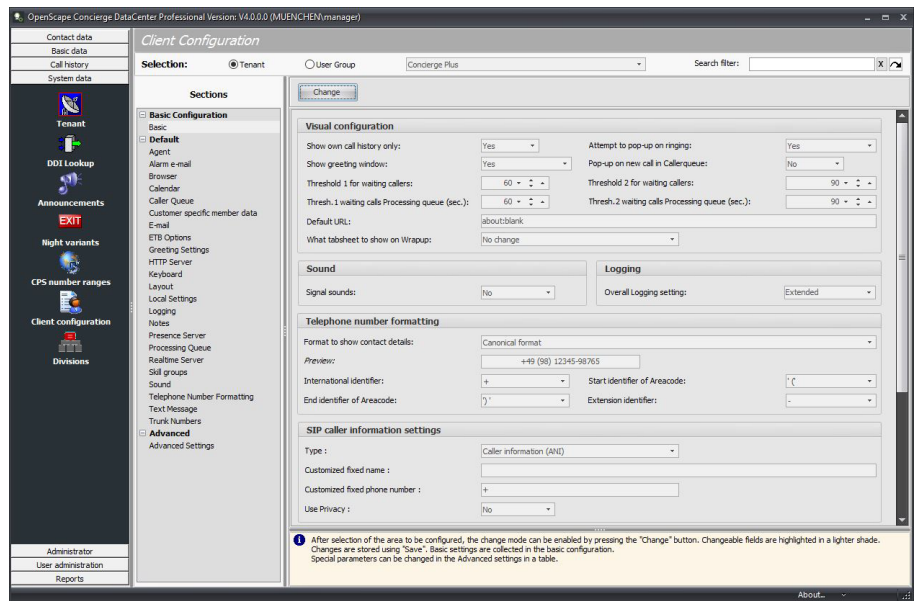 OpenScape Concierge DataCenter Professional Version: V4.0.0.0 (MUENCHEN\manager)
Contact data
Basic data
Call history
System data
Tenant
DDI Lookup
Announcements
EXIT
Night variants
CPS number ranges
Client configuration
Divisions
Administrator
User administration
Reports
Client Configuration
Selection: Tenant User Group Concierge Plus Search filter: X
Sections
Basic Configuration
Basic
Default
Agent
Alarm e-mail
Browser
Calendar
Caller Queue
Customer specific member data
E-mail
ETB Options
Greeting Settings
HTTP Server
Keyboard
Layout
Local Settings
Logging
Notes
Presence Server
Processing Queue
Realtime Server
Skill groups
Sound
Telephone Number Formatting
Text Message
Trunk Numbers
Advanced
Advanced Settings
Change
Visual configuration
Show own call history only: Yes Attempt to pop-up on ringing: Yes
Show greeting window: Yes Pop-up on new call in Callerqueue: No
Threshold 1 for waiting callers: 60 Threshold 2 for waiting callers: 90
Thresh.1 waiting calls Processing queue (sec.): 60 Thresh.2 waiting calls Processing queue (sec.): 90
Default URL: about:blank
What tabsheet to show on Wrapup: No change
Sound Logging
Signal sounds: No Overall Logging setting: Extended
Telephone number formatting
Format to show contact details: Canonical format
Preview: +49 (98) 12345-98765
International identifier: + Start identifier of Areacode: ' ('
End identifier of Areacode: ') ' Extension identifier: -
SIP caller information settings
Type : Caller information (ANI)
Customized fixed name :
Customized fixed phone number : +
Use Privacy : No
After selection of the area to be configured, the change mode can be enabled by pressing the "Change" button. Changeable fields are highlighted in a lighter shade.
Changes are stored using "Save". Basic settings are collected in the basic configuration.
Special parameters can be changed in the Advanced settings in a table.
About...